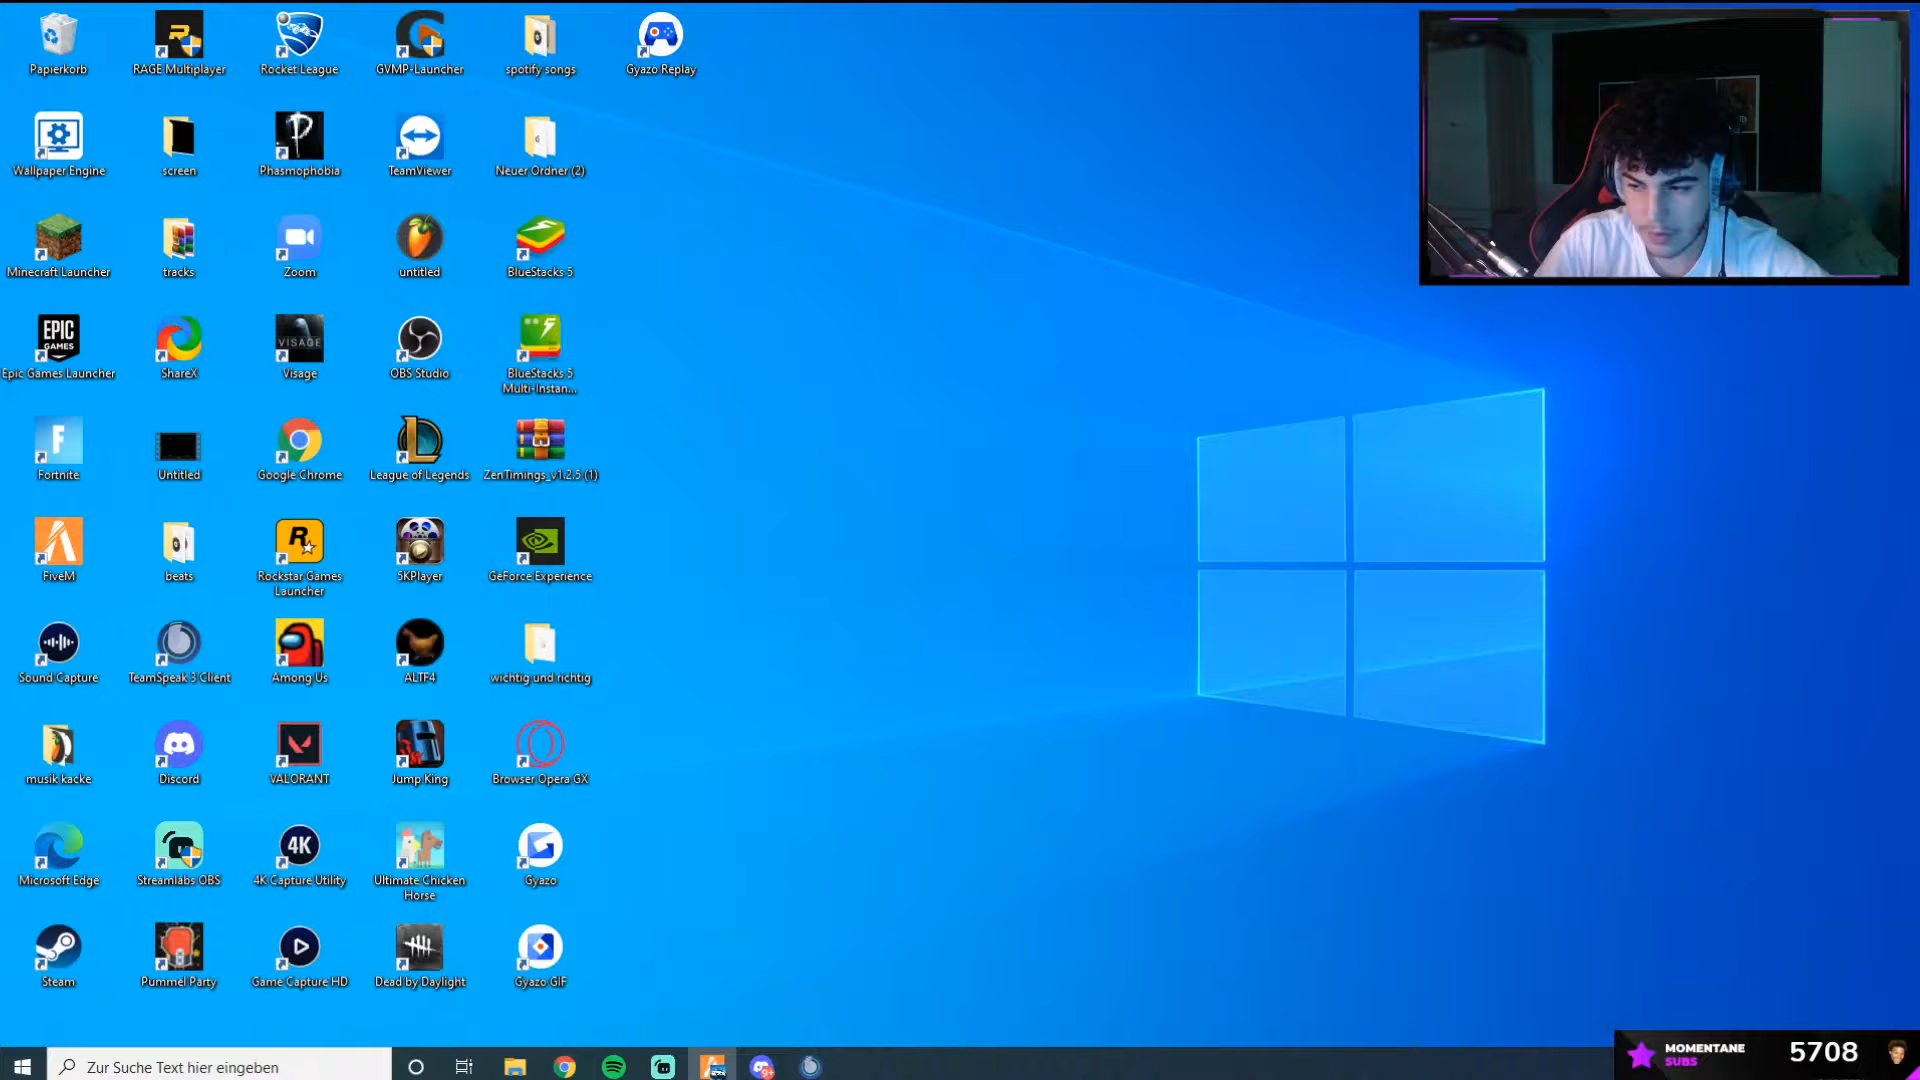 Papierkorb
RAGE Multiplayer
Rocket League
GVMP-Launcher
spotify songs
Gyazo Replay
Wallpaper Engine
screen
Phasmophobia
TeamViewer
Neuer Ordner (2)
Minecraft Launcher
tracks
Zoom
untitled
BlueStacks 5
EPIC
GAMES
VISAGE
Epic Games Launcher
ShareX
Visage
OBS Studio
BlueStacks 5
Multi-Instan...
Fortnite
Untitled
Google Chrome
League of Legends
ZenTimings_v1.2.5 (1)
FiveM
beats
Rockstar Games
Launcher
5KPlayer
GeForce Experience
Sound Capture
TeamSpeak 3 Client
Among Us
ALTF4
wichtig und richtig
musik kacke
Discord
VALORANT
Jump King
Browser Opera GX
4K
Microsoft Edge
Streamlabs OBS
4K Capture Utility
Ultimate Chicken
Horse
Gyazo
Steam
Pummel Party
Game Capture HD
Dead by Daylight
Gyazo GIF
Zur Suche Text hier eingeben
9+
MOMENTANE
SUBS
5708